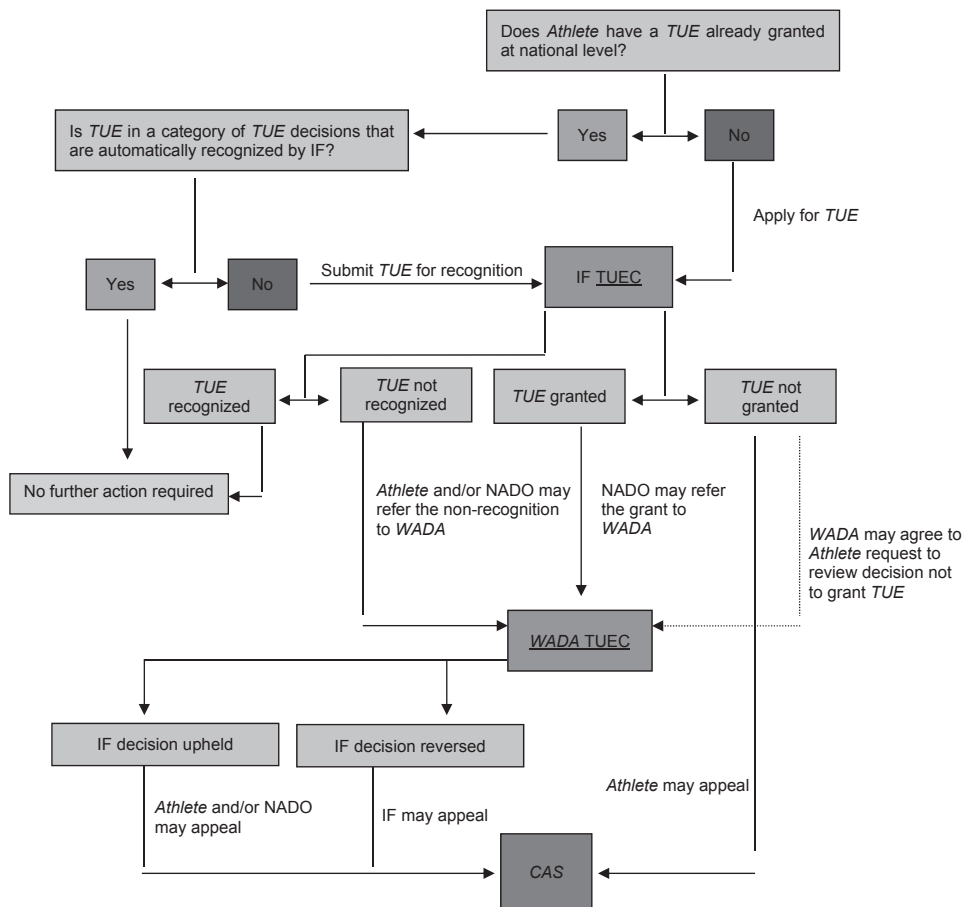 Does Athlete have a TUE already granted
at national level?
Is TUE in a category of TUE decisions that
are automatically recognized by IF?
Yes
No
Apply for TUE
Yes
No
Submit TUE for recognition
IF TUEC
TUE
recognized
TUE not
recognized
TUE granted
TUE not
granted
No further action required
Athlete and/or NADO may
refer the non-recognition
to WADA
NADO may refer
the grant to
WADA
WADA may agree to
Athlete request to
review decision not
to grant TUE
WADA TUEC
IF decision upheld
IF decision reversed
Athlete and/or NADO
may appeal
IF may appeal
Athlete may appeal
CAS